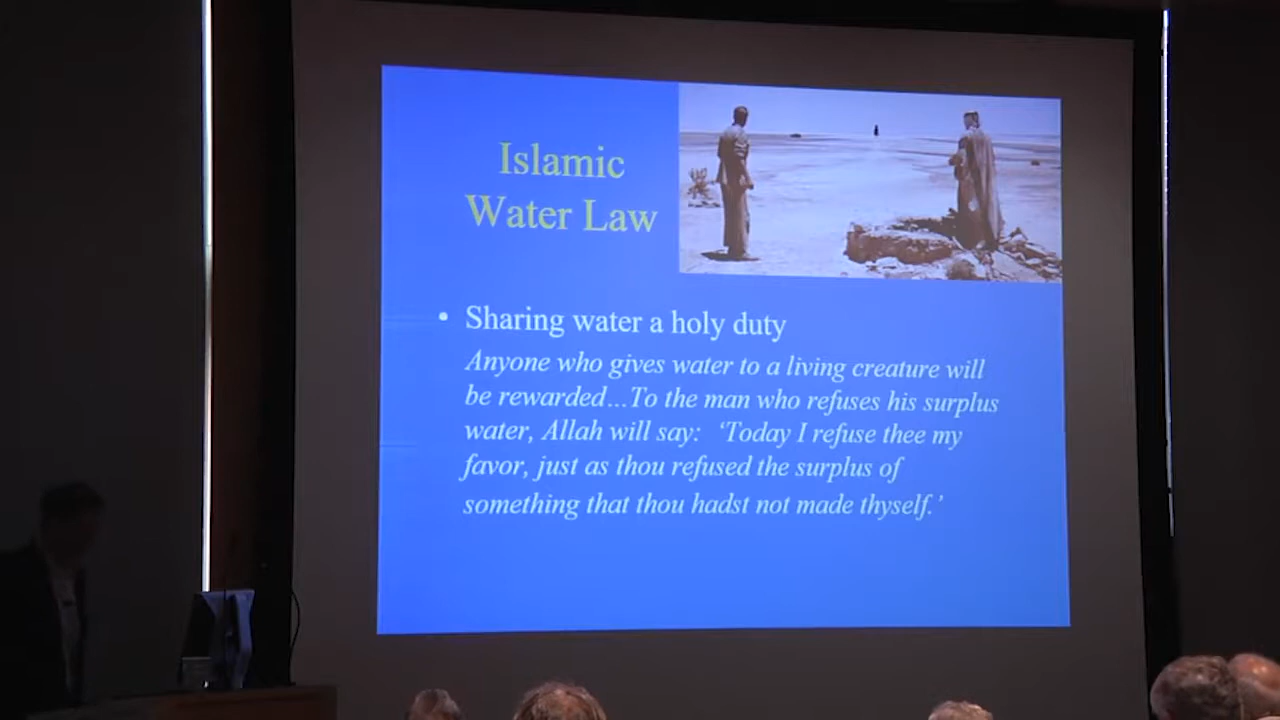 Islamic
Water Law
• Sharing water a holy duty
Anyone who gives water to a living creature will
be rewarded…To the man who refuses his surplus
water, Allah will say: ‘Today I refuse thee my
favor, just as thou refused the surplus of
something that thou hadst not made thyself.’